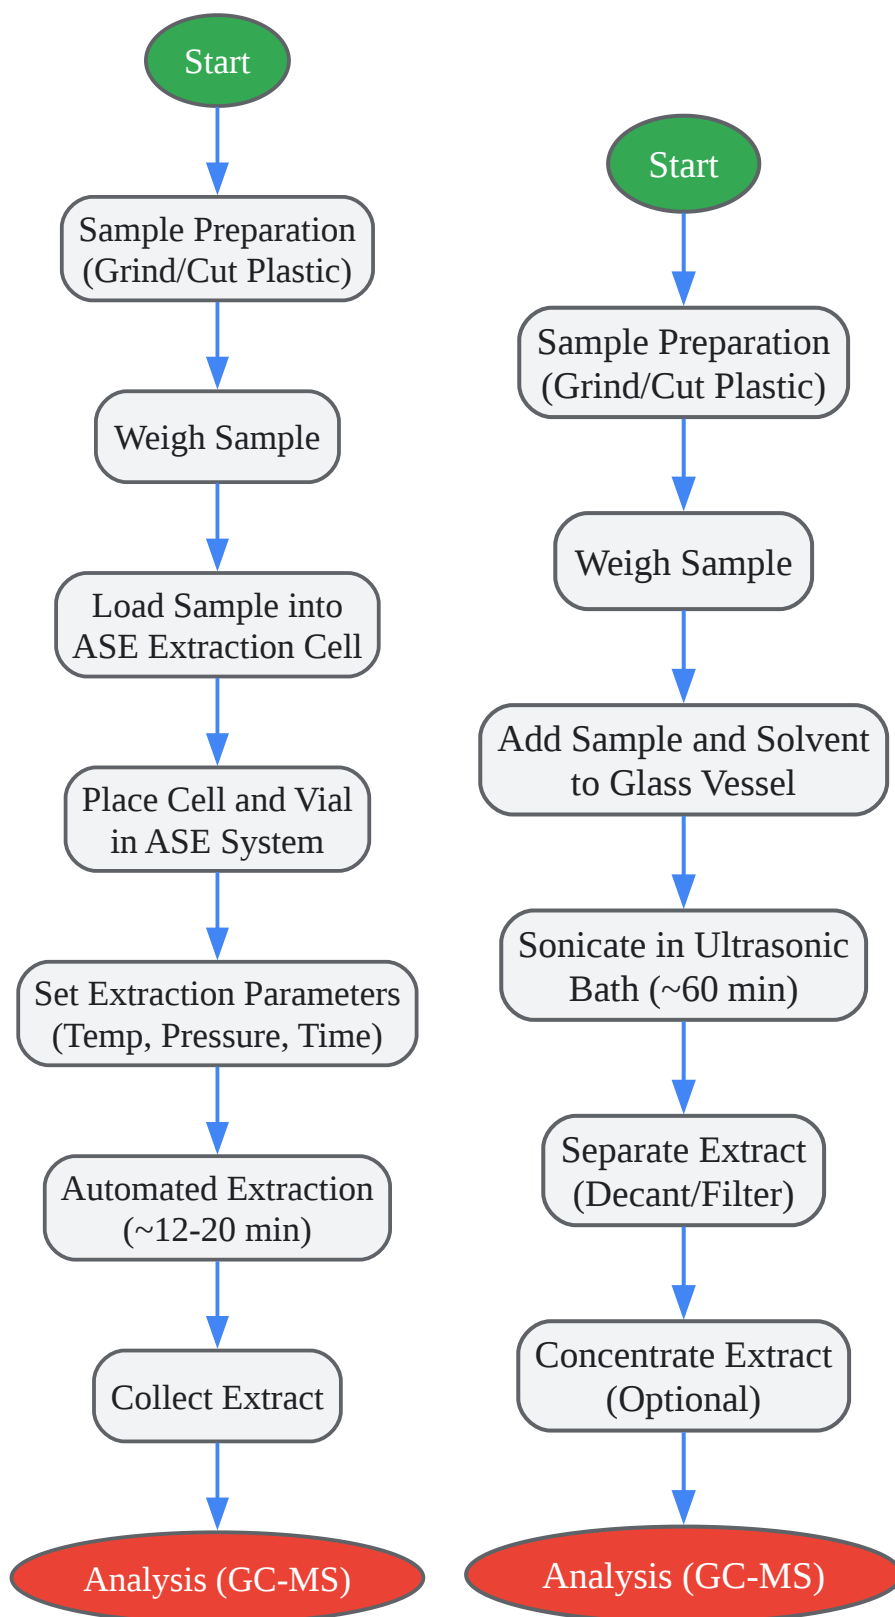 Start
Sample Preparation
(Grind/Cut Plastic)
Weigh Sample
Load Sample into
ASE Extraction Cell
Place Cell and Vial
in ASE System
Set Extraction Parameters
(Temp, Pressure, Time)
Automated Extraction
(~12-20 min)
Collect Extract
Analysis (GC-MS)
Start
Sample Preparation
(Grind/Cut Plastic)
Weigh Sample
Add Sample and Solvent
to Glass Vessel
Sonicate in Ultrasonic
Bath (~60 min)
Separate Extract
(Decant/Filter)
Concentrate Extract
(Optional)
Analysis (GC-MS)